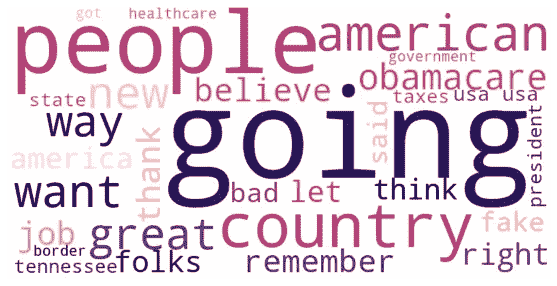 got healthcare
people american
government
obamacare
state new believe taxes usa usa
way going said
america thank president
want bad let think
job great country fake
border folks remember right
tennessee